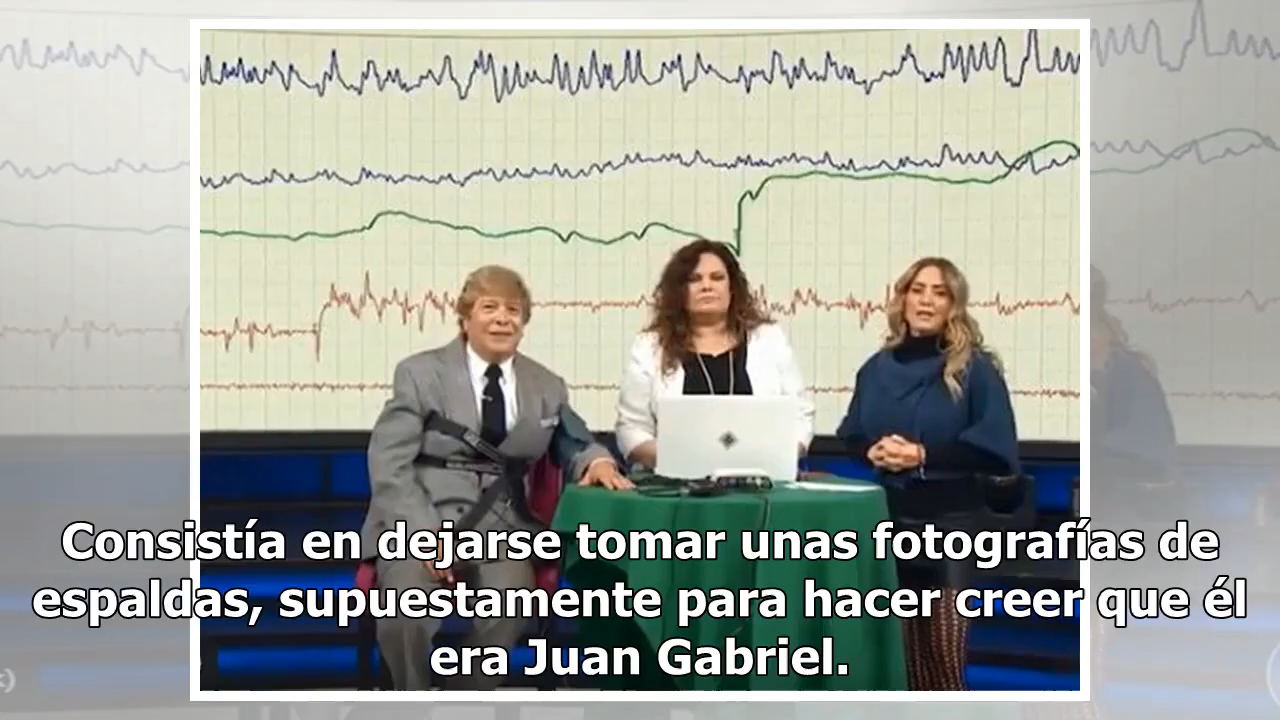 Consistía en dejarse tomar unas fotografías de
espaldas, supuestamente para hacer creer que él
era Juan Gabriel.